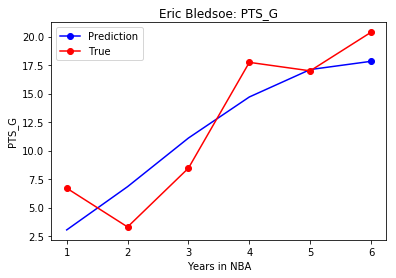 Eric Bledsoe: PTS_G
Prediction
True
PTS_G
20.0
17.5
15.0
12.5
10.0
7.5
5.0
2.5
1 2 3 4 5 6
Years in NBA